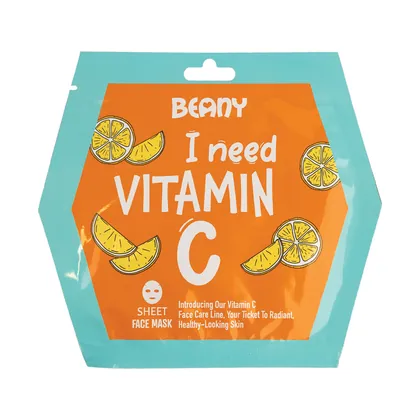 BEANY
I need
VITAMIN
C
SHEET
FACE MASK
Introducing Our Vitamin C
Face Care Line, Your Ticket To Radiant,
Healthy-Looking Skin